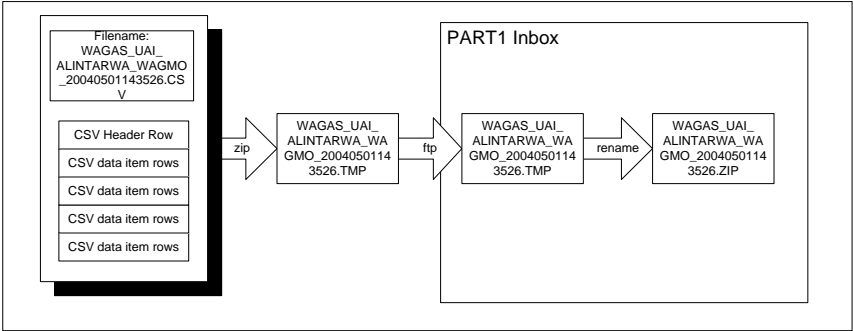 Filename:
WAGAS_UAI_
ALINTARWA_WAGMO
_20040501143526.CS
V
CSV Header Row
CSV data item rows
CSV data item rows
CSV data item rows
CSV data item rows
zip
WAGAS_UAI_
ALINTARWA_WA
GMO_2004050114
3526.TMP
ftp
PART1 Inbox
WAGAS_UAI_
ALINTARWA_WA
GMO_2004050114
3526.TMP
rename
WAGAS_UAI_
ALINTARWA_WA
GMO_2004050114
3526.ZIP